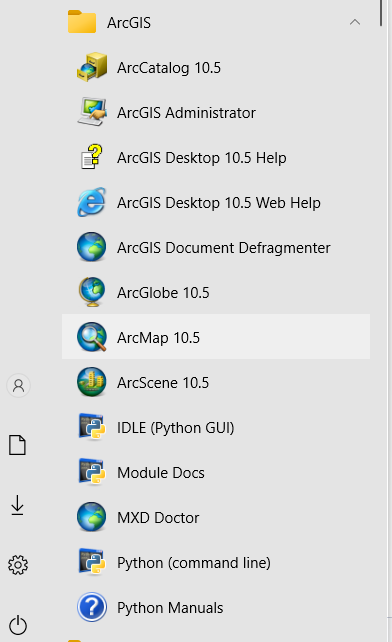 ArcGIS
ArcCatalog 10.5
ArcGIS Administrator
ArcGIS Desktop 10.5 Help
ArcGIS Desktop 10.5 Web Help
ArcGIS Document Defragmenter
ArcGlobe 10.5
ArcMap 10.5
ArcScene 10.5
IDLE (Python GUI)
Module Docs
MXD Doctor
Python (command line)
Python Manuals